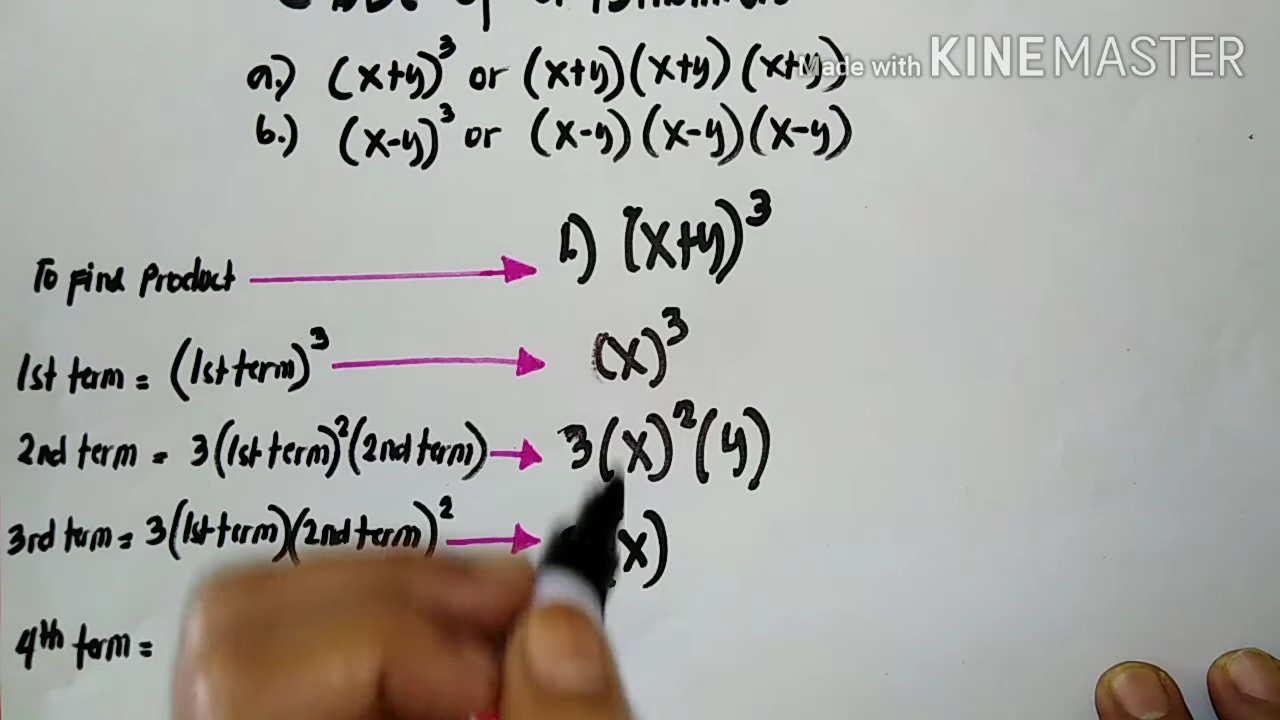 a.) (x+y)³ or (x+y)(x+y)(x+y)
Made with KINEMASTER
b.) (x-y)³ or (x-y)(x-y)(x-y)
To Find Product → 1.) (x+y)³
1st term = (1st term)³ → (x)³
2nd term = 3(1st term)²(2nd term) → 3(x)²(y)
3rd term = 3(1st term)(2nd term)² → (x)
4th term =